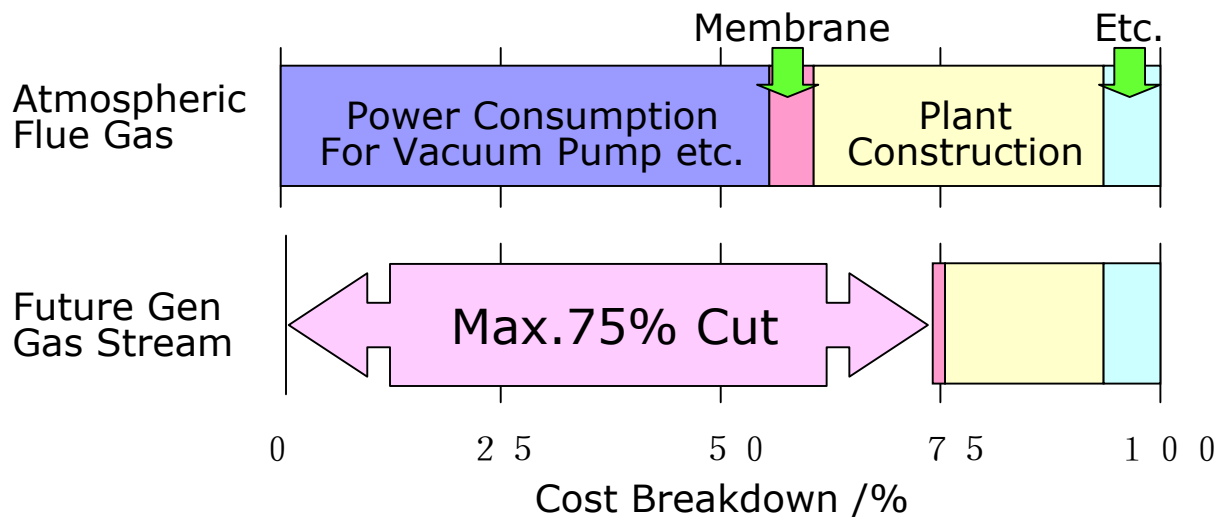 Membrane
Etc.
Atmospheric
Flue Gas
Power Consumption
For Vacuum Pump etc.
Plant
Construction
Future Gen
Gas Stream
Max.75% Cut
0
25
50
75
100
Cost Breakdown /%